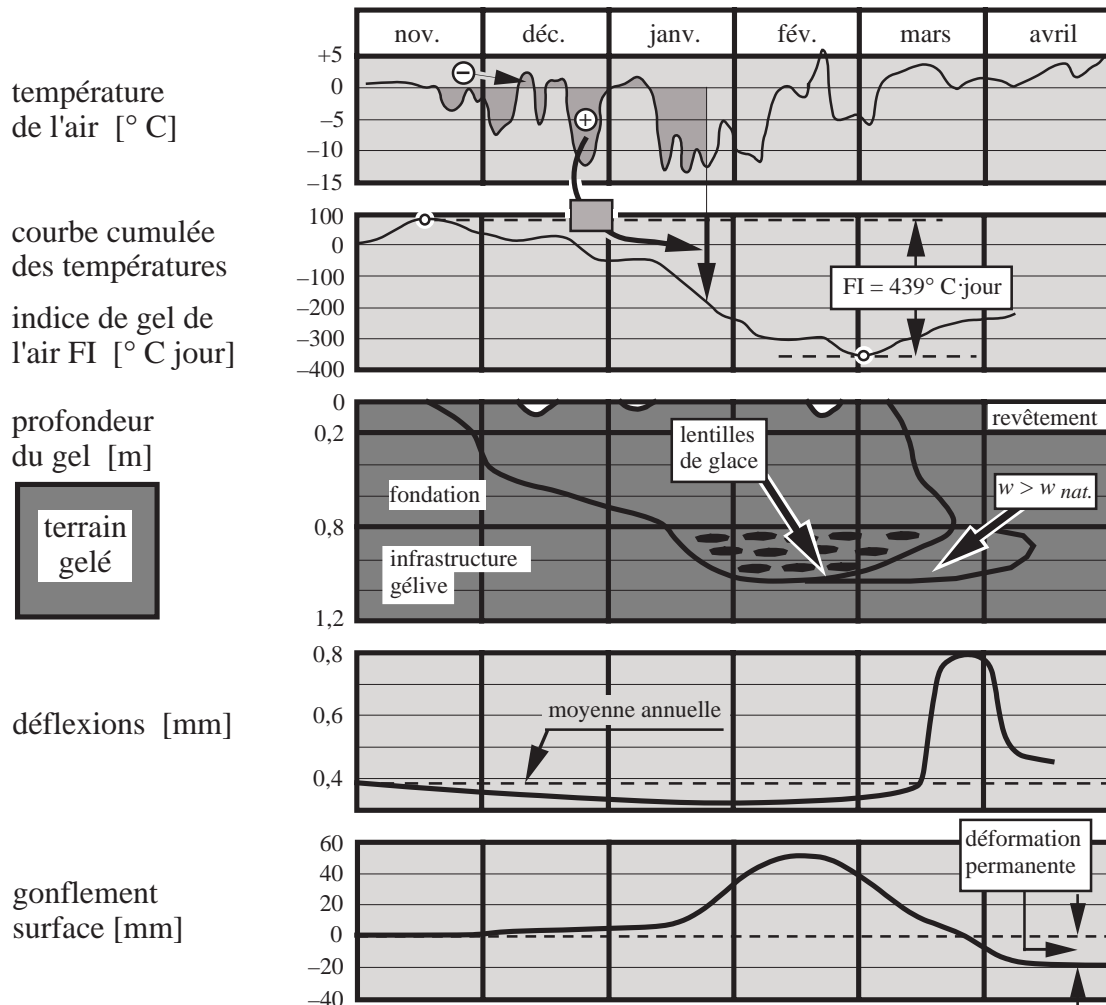 nov. déc. janv. fév. mars avril
température
de l'air [° C]
+5
0
–5
–10
–15
–
+
courbe cumulée
des températures
indice de gel de
l'air FI [° C jour]
100
0
–100
–200
–300
–400
FI = 439° C·jour
profondeur
du gel [m]
terrain
gelé
0
0,2
0,8
1,2
revêtement
lentilles
de glace
fondation
w > w nat.
infrastructure
gélive
déflexions [mm]
0,8
0,6
0,4
moyenne annuelle
gonflement
surface [mm]
60
40
20
0
–20
–40
déformation
permanente